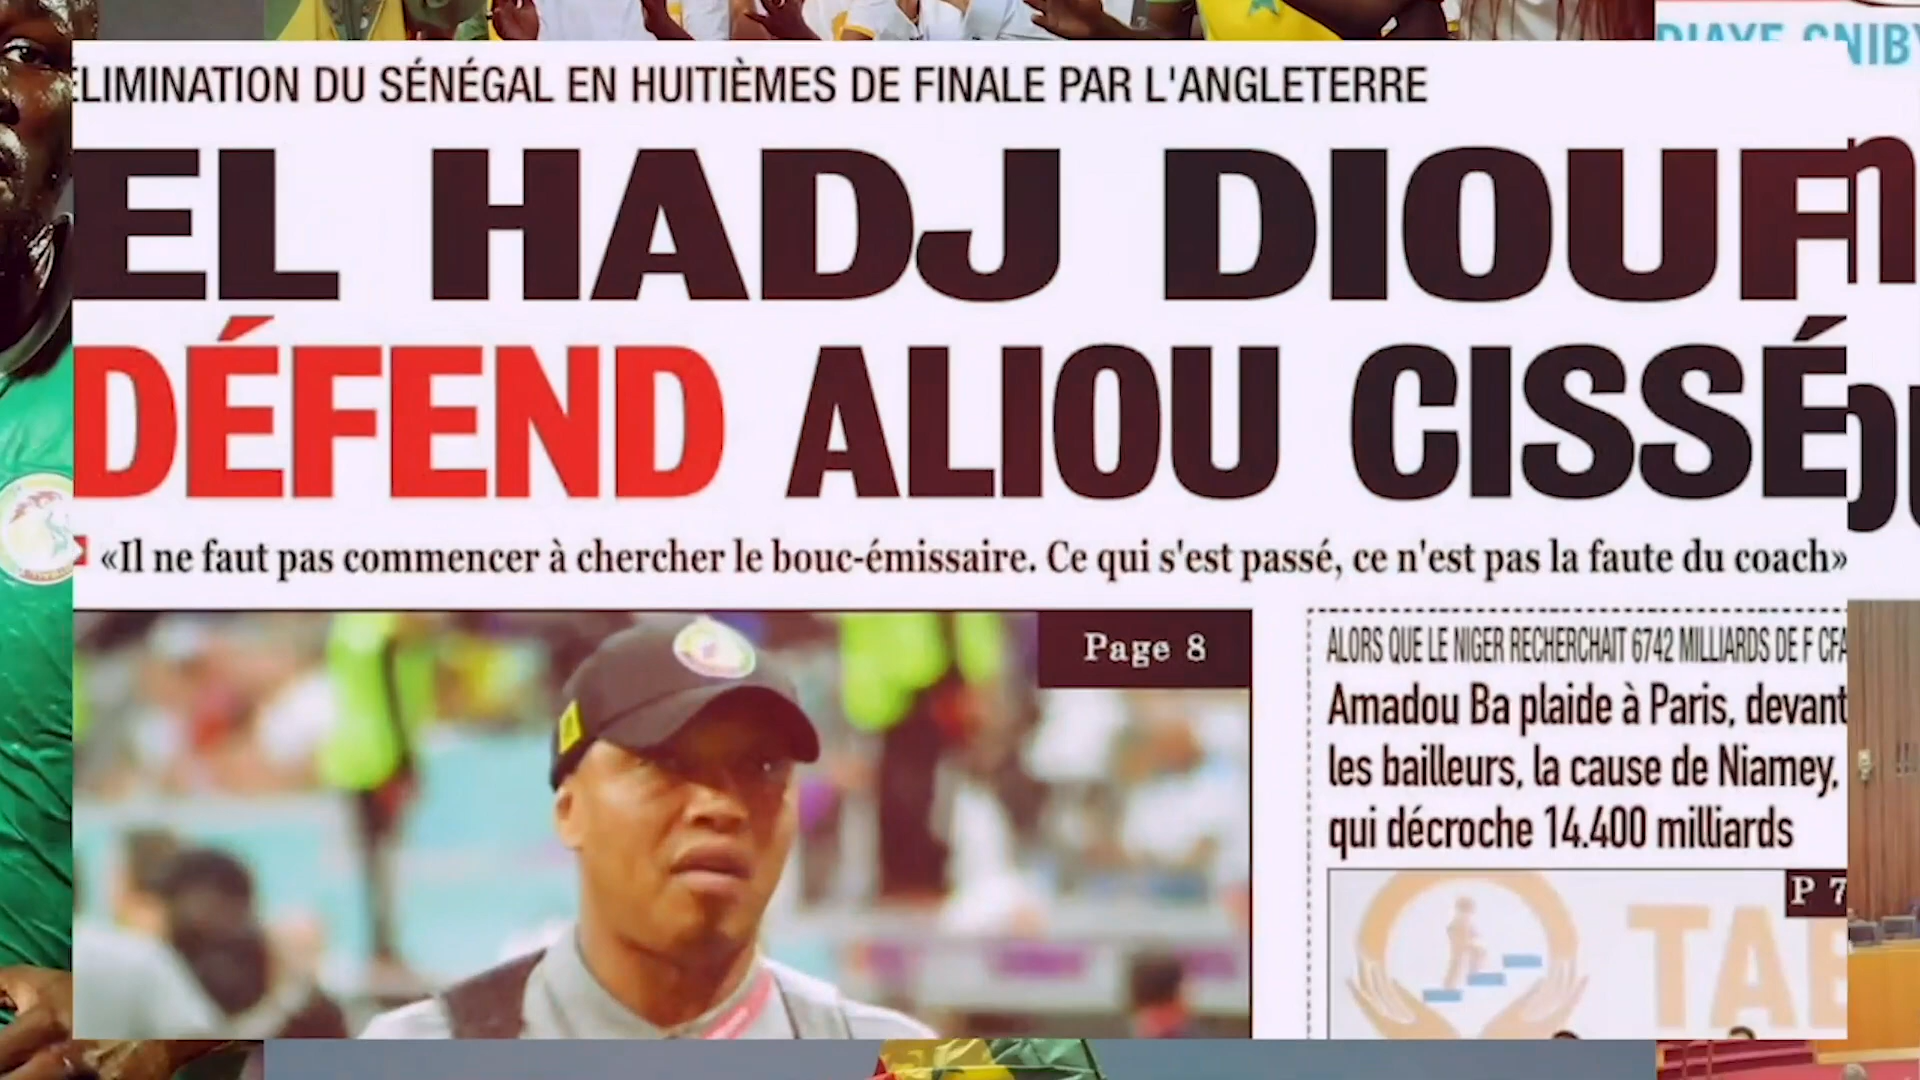 ELIMINATION DU SÉNÉGAL EN HUITIÈMES DE FINALE PAR L'ANGLETERRE
EL HADJ DIOUF
DÉFEND ALIOU CISSÉ
«Il ne faut pas commencer à chercher le bouc-émissaire. Ce qui s'est passé, ce n'est pas la faute du coach»
Page 8
ALORS QUE LE NIGER RECHERCHAIT 6742 MILLIARDS DE F CFA
Amadou Ba plaide à Paris, devant
les bailleurs, la cause de Niamey,
qui décroche 14.400 milliards
P 7